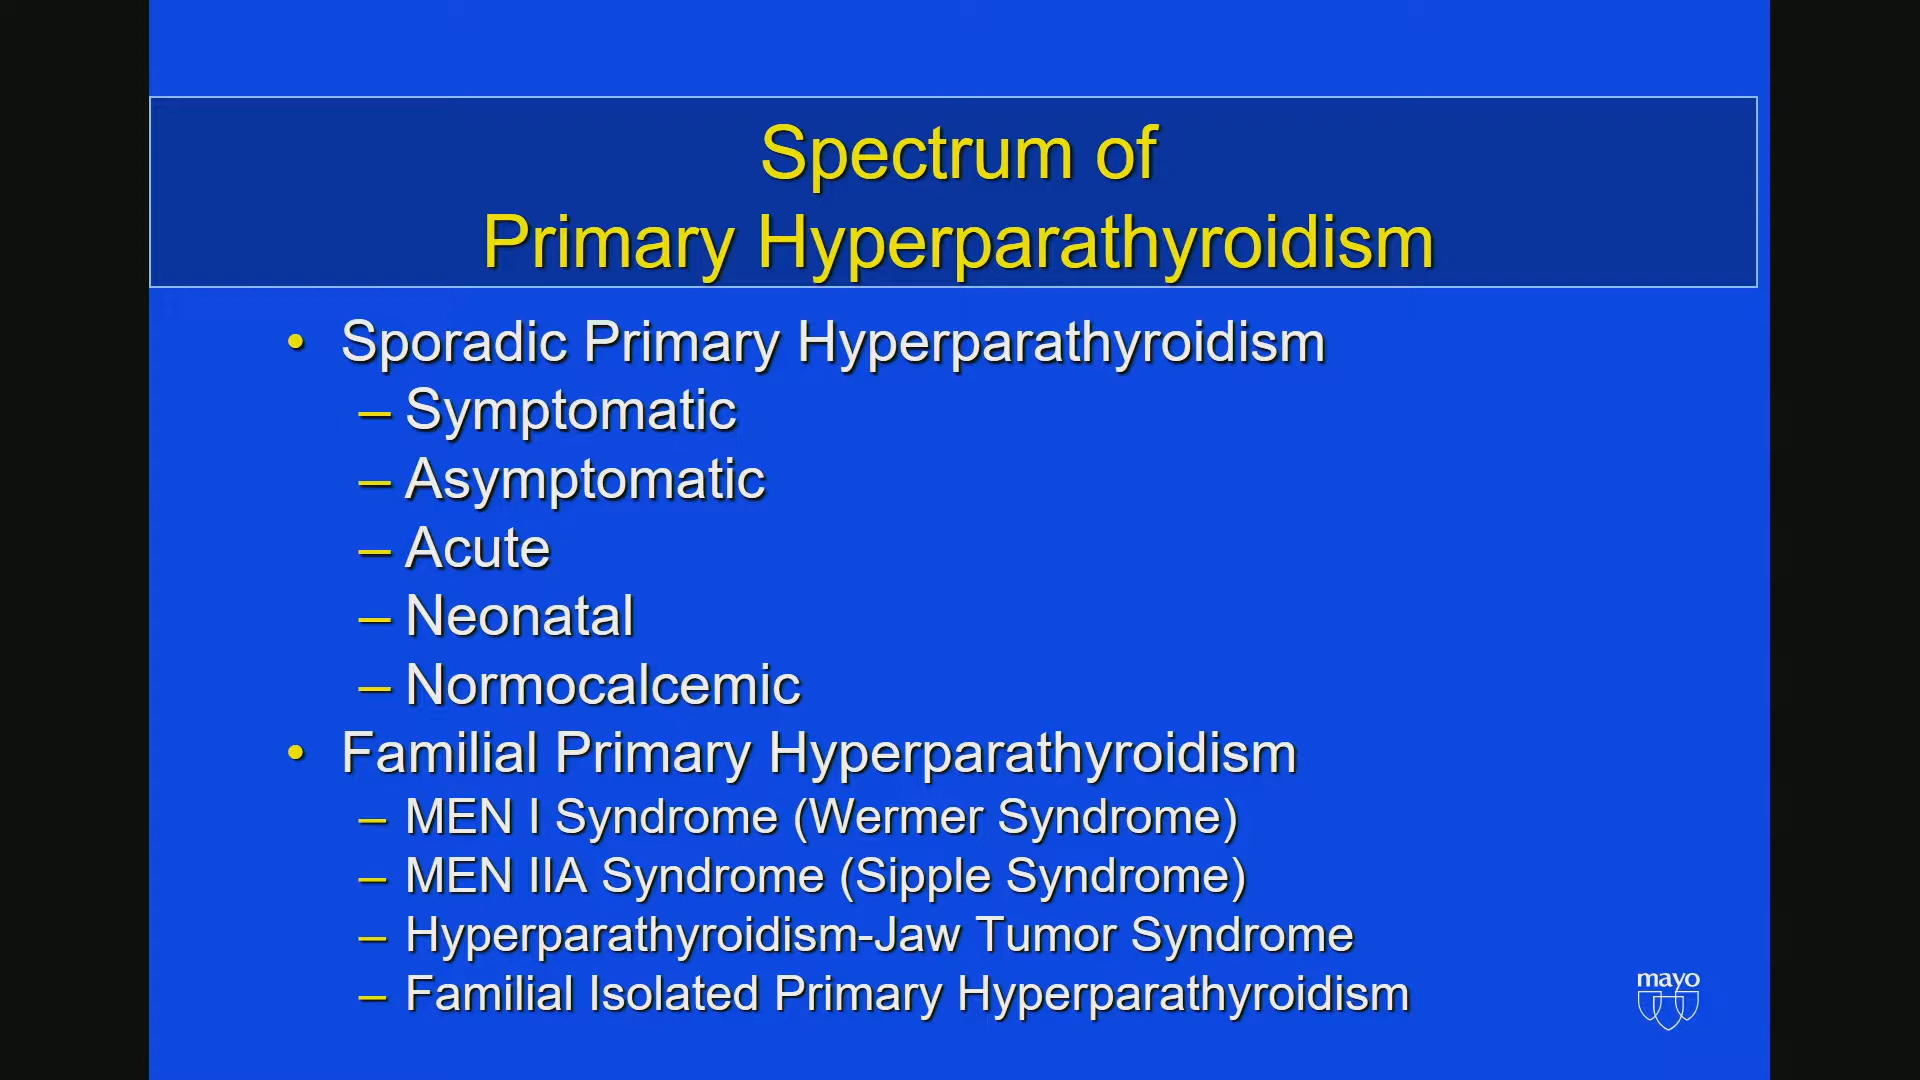 Spectrum of
Primary Hyperparathyroidism
• Sporadic Primary Hyperparathyroidism
– Symptomatic
– Asymptomatic
– Acute
– Neonatal
– Normocalcemic
• Familial Primary Hyperparathyroidism
– MEN I Syndrome (Wermer Syndrome)
– MEN IIA Syndrome (Sipple Syndrome)
– Hyperparathyroidism-Jaw Tumor Syndrome
– Familial Isolated Primary Hyperparathyroidism
mayo